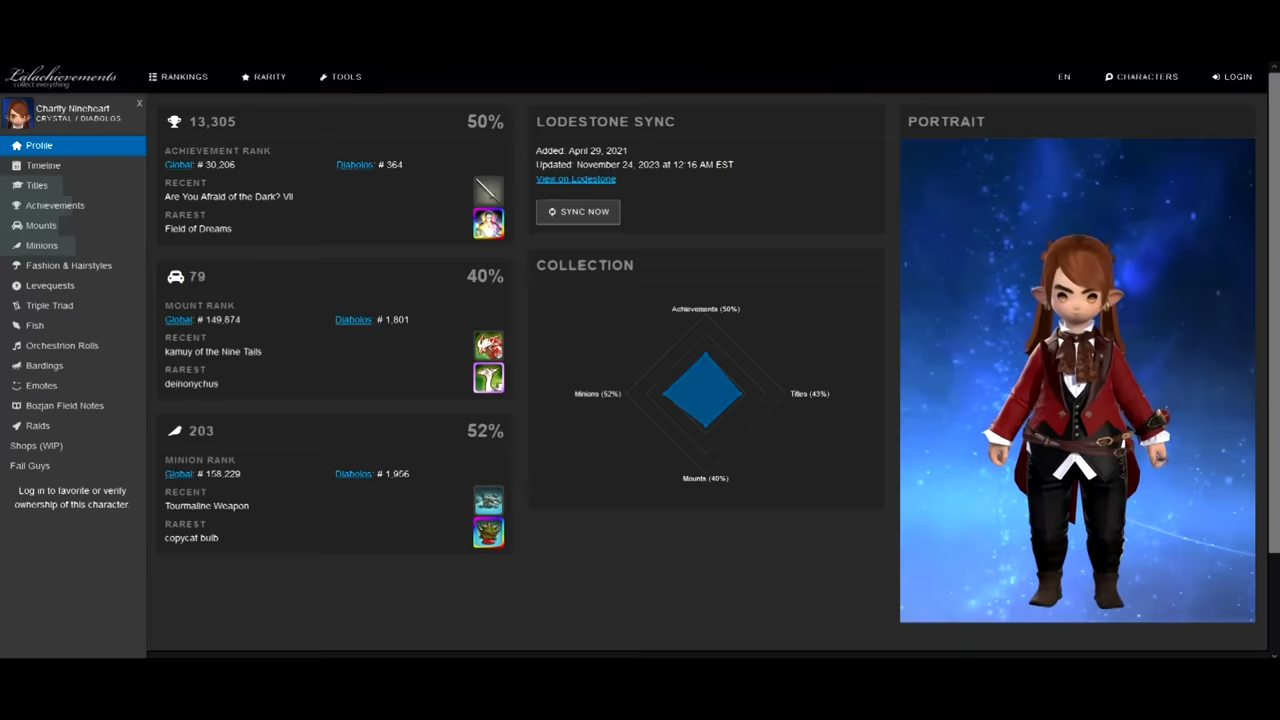 Lalachievements
collect everything
RANKINGS
RARITY
TOOLS
EN
CHARACTERS
LOGIN
Charity Nineheart
CRYSTAL / DIABOLOS
X
Profile
Timeline
Titles
Achievements
Mounts
Minions
Fashion & Hairstyles
Levequests
Triple Triad
Fish
Orchestrion Rolls
Bardings
Emotes
Bozjan Field Notes
Raids
Shops (WIP)
Fall Guys
Log in to favorite or verify
ownership of this character.
13,305 50%
ACHIEVEMENT RANK
Global: # 30,206 Diabolos: # 364
RECENT
Are You Afraid of the Dark? VII
RAREST
Field of Dreams
79 40%
MOUNT RANK
Global: # 149,874 Diabolos: # 1,801
RECENT
kamuy of the Nine Tails
RAREST
deinonychus
203 52%
MINION RANK
Global: # 158,229 Diabolos: # 1,956
RECENT
Tourmaline Weapon
RAREST
copycat bulb
LODESTONE SYNC
Added: April 29, 2021
Updated: November 24, 2023 at 12:16 AM EST
View on Lodestone
SYNC NOW
COLLECTION
Achievements (50%)
Minions (52%)
Titles (43%)
Mounts (40%)
PORTRAIT